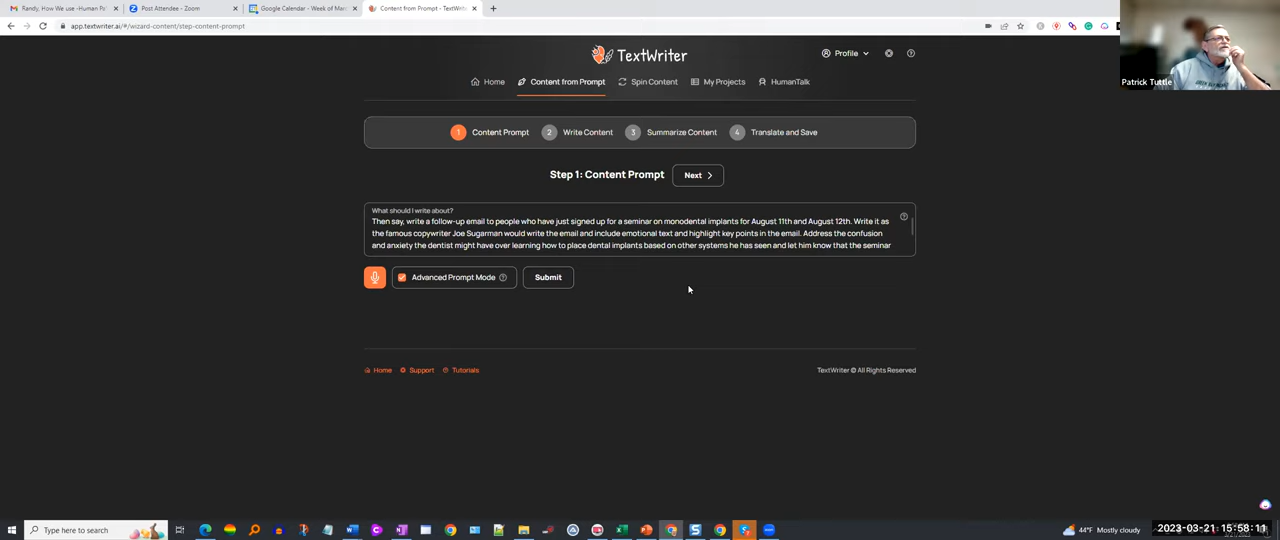 Randy, How We use -Human Pa
Post Attendee - Zoom
Google Calendar - Week of Mar
Content from Prompt - TextWrite
app.textwriter.ai/#/wizard-content/step-content-prompt
TextWriter
Profile
Home
Content from Prompt
Spin Content
My Projects
HumanTalk
Patrick Tuttle
1 Content Prompt
2 Write Content
3 Summarize Content
4 Translate and Save
Step 1: Content Prompt
Next
What should I write about?
Then say, write a follow-up email to people who have just signed up for a seminar on monodental implants for August 11th and August 12th. Write it as
the famous copywriter Joe Sugarman would write the email and include emotional text and highlight key points in the email. Address the confusion
and anxiety the dentist might have over learning how to place dental implants based on other systems he has seen and let him know that the seminar
Advanced Prompt Mode
Submit
Home
Support
Tutorials
TextWriter © All Rights Reserved
Type here to search
44°F Mostly cloudy
2023-03-21 15:58:11